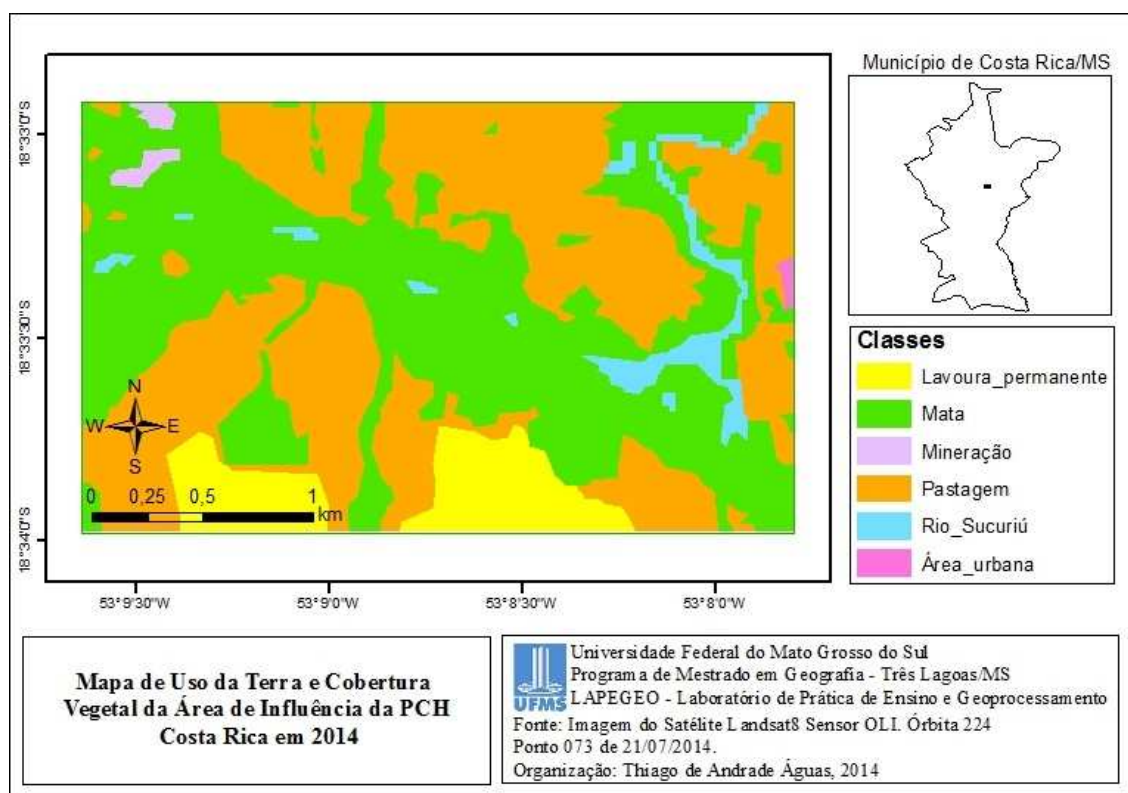 Município de Costa Rica/MS
18°33'0"S
18°33'30"S
18°34'0"S
N
W E
S
0 0,25 0,5 1
km
53°9'30"W 53°9'0"W 53°8'30"W 53°8'0"W
Classes
Lavoura_permanente
Mata
Mineração
Pastagem
Rio_Sucuriú
Área_urbana
Mapa de Uso da Terra e Cobertura
Vegetal da Área de Influência da PCH
Costa Rica em 2014
UFMS
Universidade Federal do Mato Grosso do Sul
Programa de Mestrado em Geografia - Três Lagoas/MS
LAPEGEO - Laboratório de Prática de Ensino e Geoprocessamento
Fonte: Imagem do Satélite Landsat8 Sensor OLI. Órbita 224
Ponto 073 de 21/07/2014.
Organização: Thiago de Andrade Águas, 2014